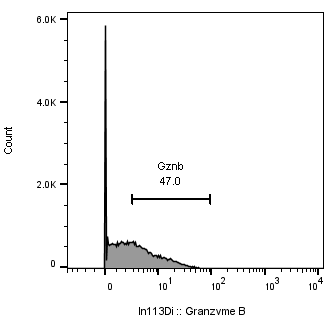 6.0K
4.0K
Count
Gznb
47.0
2.0K
0
0 10^1 10^2 10^3 10^4
In113Di :: Granzyme B